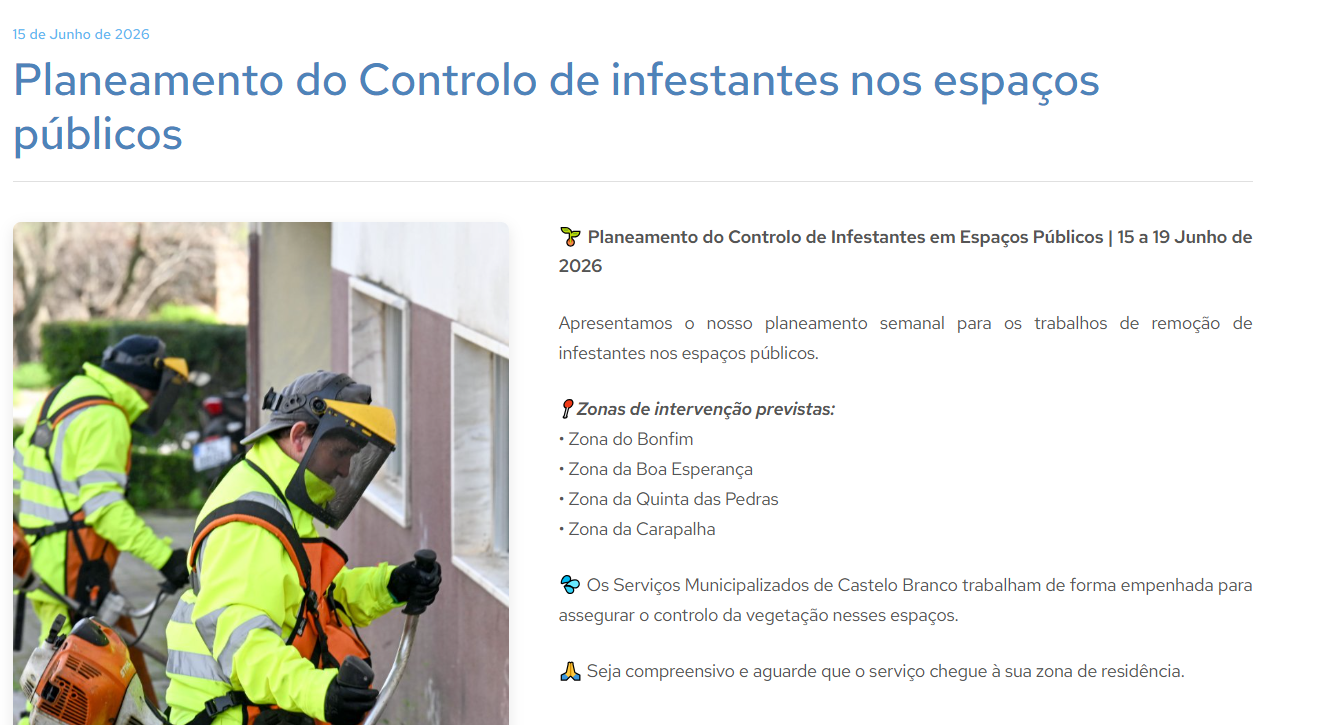 15 de Junho de 2026
Planeamento do Controlo de infestantes nos espaços
públicos
🌱 Planeamento do Controlo de Infestantes em Espaços Públicos | 15 a 19 Junho de
2026
Apresentamos o nosso planeamento semanal para os trabalhos de remoção de
infestantes nos espaços públicos.
📍Zonas de intervenção previstas:
• Zona do Bonfim
• Zona da Boa Esperança
• Zona da Quinta das Pedras
• Zona da Carapalha
💦 Os Serviços Municipalizados de Castelo Branco trabalham de forma empenhada para
assegurar o controlo da vegetação nesses espaços.
🙏 Seja compreensivo e aguarde que o serviço chegue à sua zona de residência.